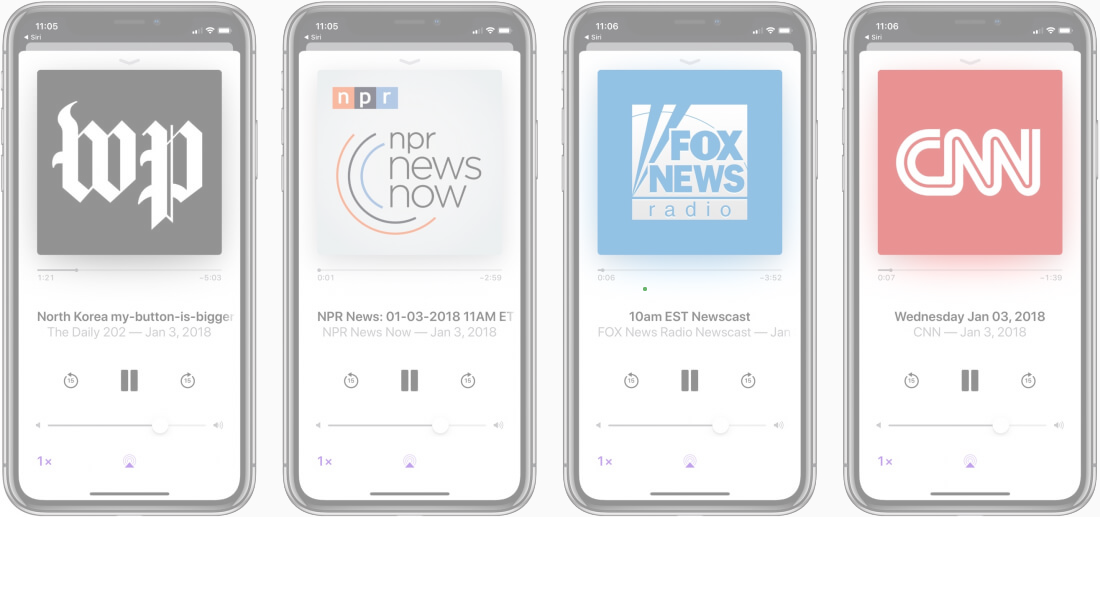 11:05
Siri
wp
1:21
-5:03
North Korea my-button-is-bigger
The Daily 202 — Jan 3, 2018
15
15
1×
11:05
Siri
npr
npr
news
now
0:01
-2:59
NPR News: 01-03-2018 11AM ET
NPR News Now — Jan 3, 2018
15
15
1×
11:06
Siri
FOX
NEWS
radio
0:06
-3:52
10am EST Newscast
FOX News Radio Newscast — Jan
15
15
1×
11:06
Siri
CNN
0:07
-1:39
Wednesday Jan 03, 2018
CNN — Jan 3, 2018
15
15
1×